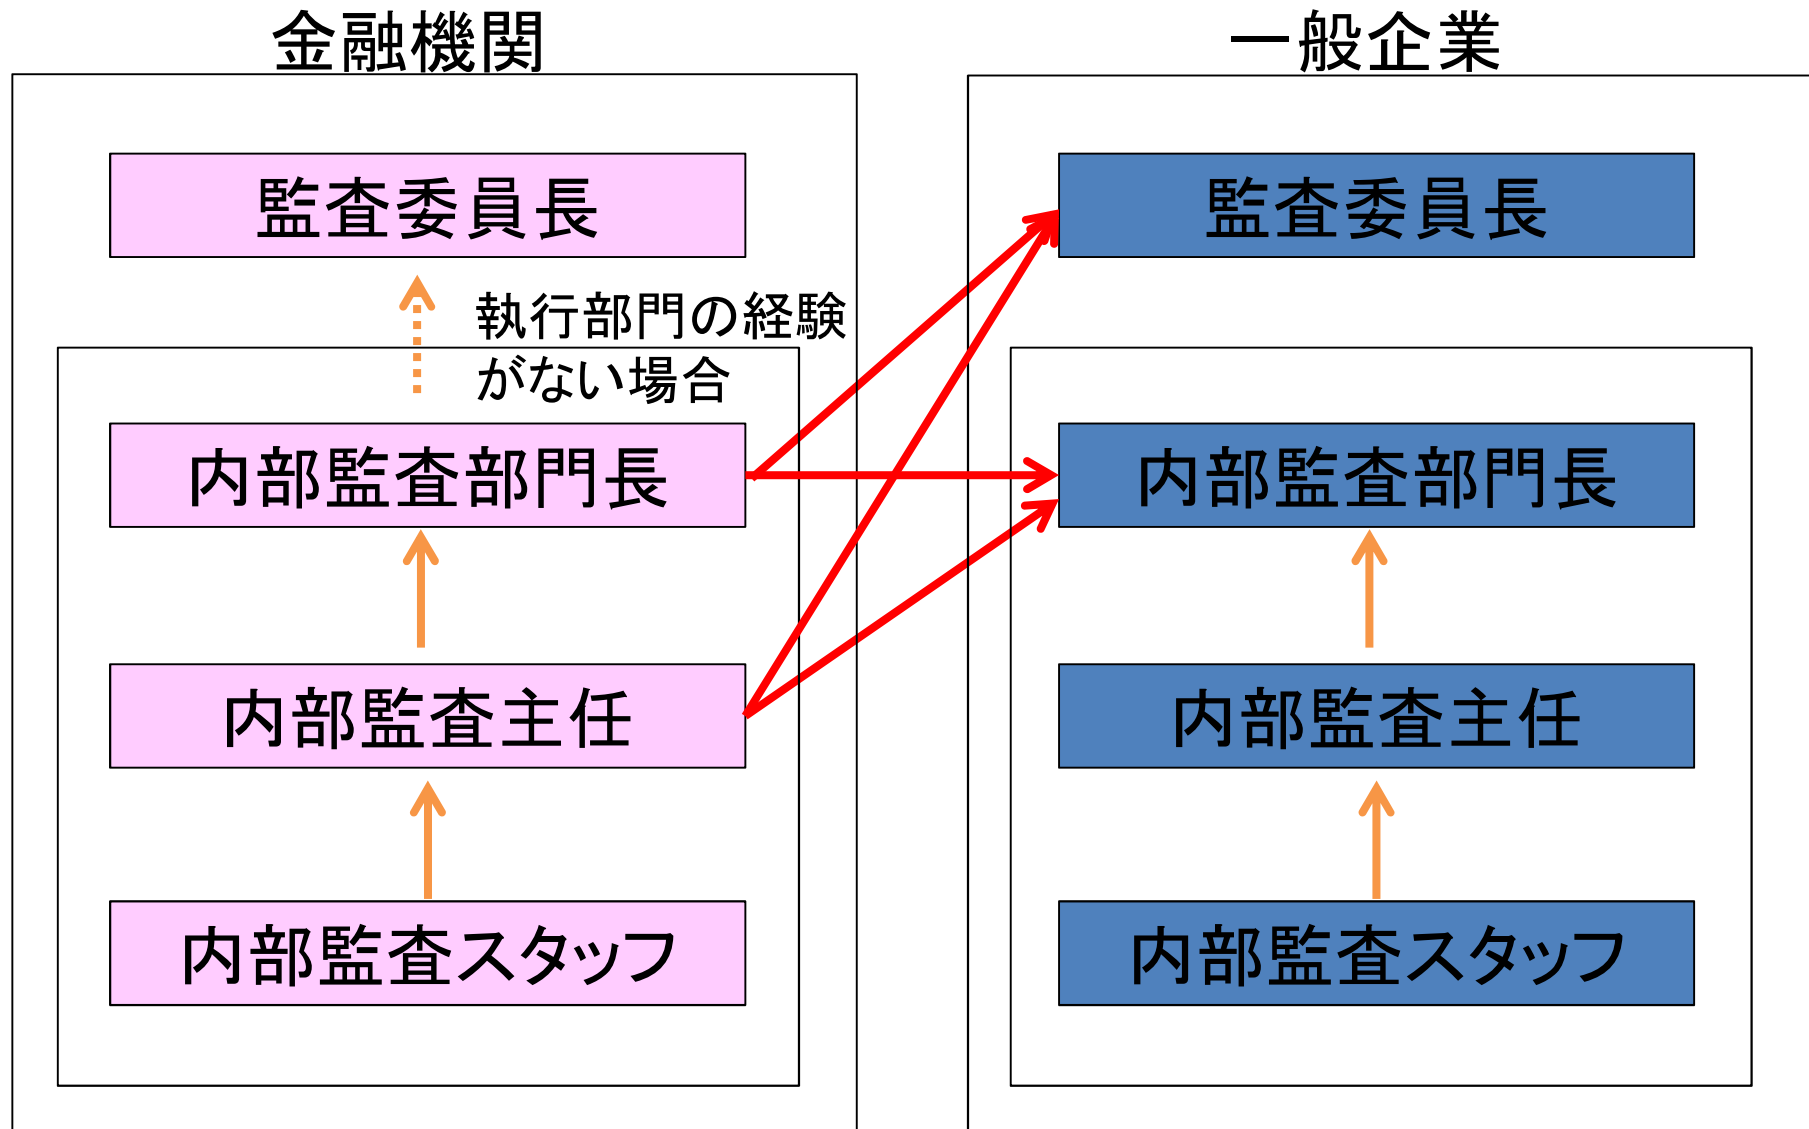 金融機関
監査委員長
執行部門の経験
がない場合
内部監査部門長
内部監査主任
内部監査スタッフ
一般企業
監査委員長
内部監査部門長
内部監査主任
内部監査スタッフ